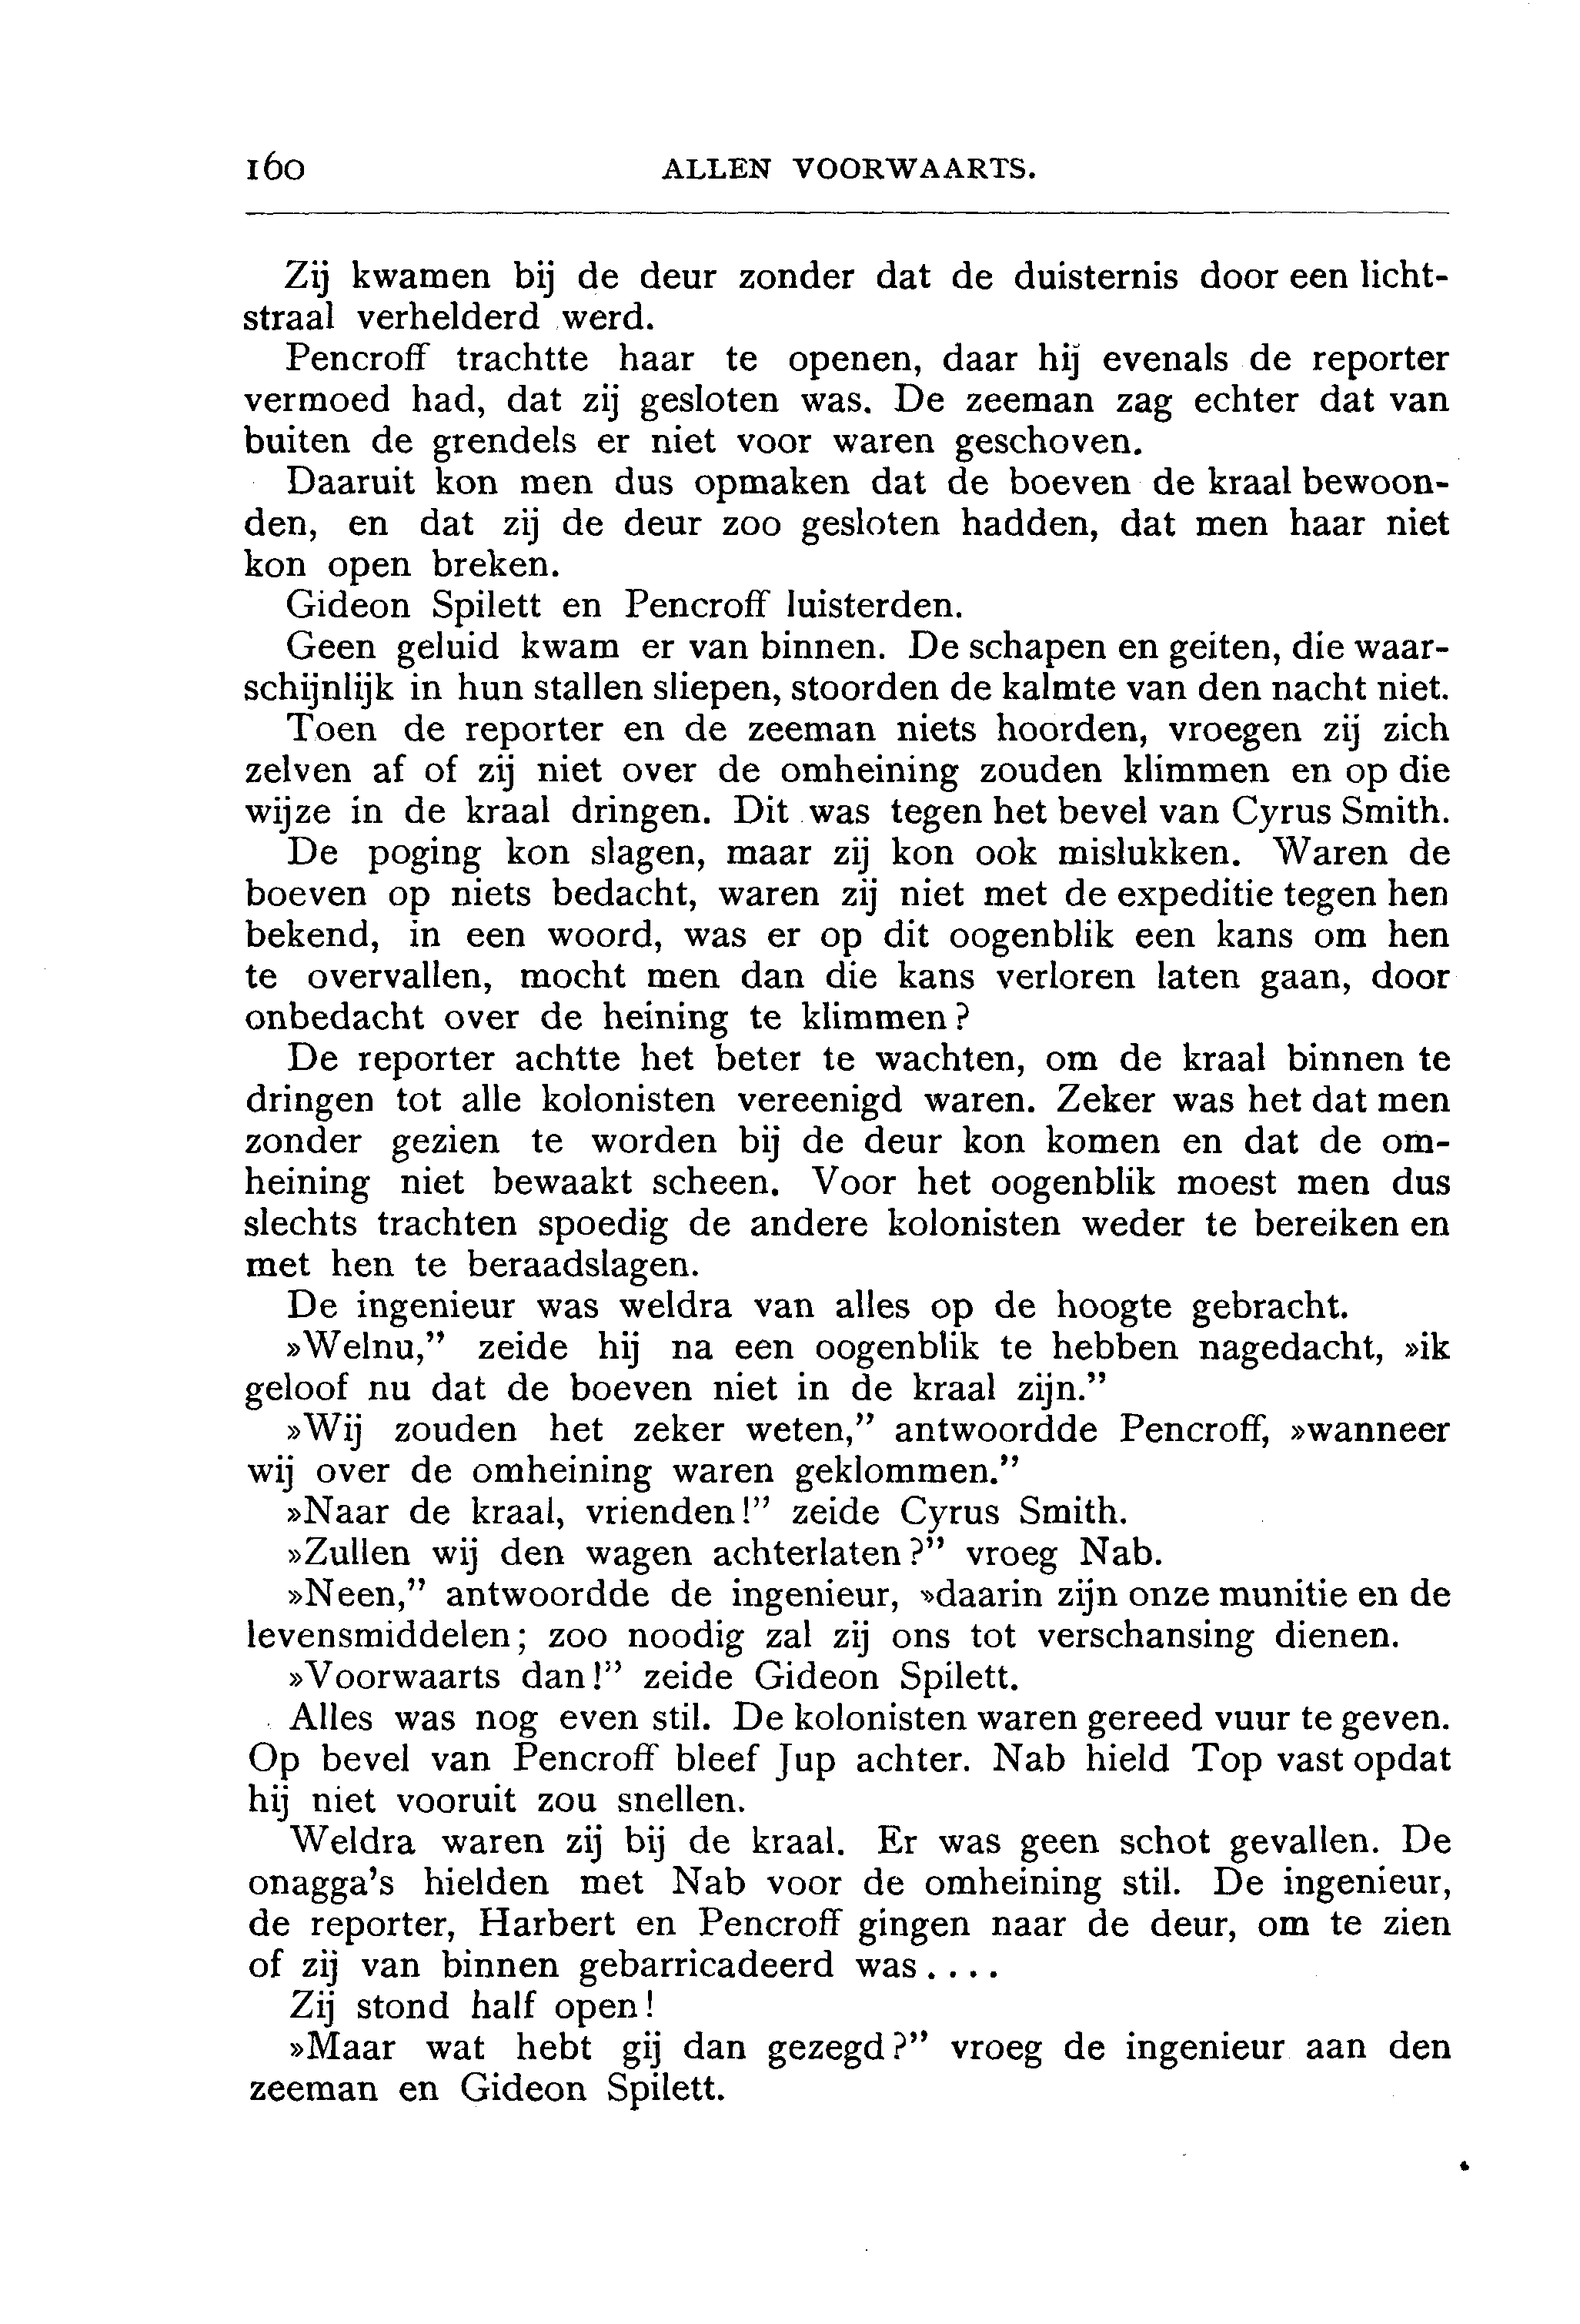 160 ALLEN VOORWAARTS.
Zij kwamen bij de deur zonder dat de duisternis door een licht-
straal verhelderd werd.
Pencroff trachtte haar te openen, daar hij evenals de reporter
vermoed had, dat zij gesloten was. De zeeman zag echter dat van
buiten de grendels er niet voor waren geschoven.
Daaruit kon men dus opmaken dat de boeven de kraal bewoon-
den, en dat zij de deur zoo gesloten hadden, dat men haar niet
kon open breken.
Gideon Spilett en Pencroff luisterden.
Geen geluid kwam er van binnen. De schapen en geiten, die waar-
schijnlijk in hun stallen sliepen, stoorden de kalmte van den nacht niet.
Toen de reporter en de zeeman niets hoorden, vroegen zij zich
zelven af of zij niet over de omheining zouden klimmen en op die
wijze in de kraal dringen. Dit was tegen het bevel van Cyrus Smith.
De poging kon slagen, maar zij kon ook mislukken. Waren de
boeven op niets bedacht, waren zij niet met de expeditie tegen hen
bekend, in een woord, was er op dit oogenblik een kans om hen
te overvallen, mocht men dan die kans verloren laten gaan, door
onbedacht over de heining te klimmen?
De reporter achtte het beter te wachten, om de kraal binnen te
dringen tot alle kolonisten vereenigd waren. Zeker was het dat men
zonder gezien te worden bij de deur kon komen en dat de om-
heining niet bewaakt scheen. Voor het oogenblik moest men dus
slechts trachten spoedig de andere kolonisten weder te bereiken en
met hen te beraadslagen.
De ingenieur was weldra van alles op de hoogte gebracht.
»Welnu,” zeide hij na een oogenblik te hebben nagedacht, »ik
geloof nu dat de boeven niet in de kraal zijn.”
»Wij zouden het zeker weten,” antwoordde Pencroff, »wanneer
wij over de omheining waren geklommen.”
»Naar de kraal, vrienden!” zeide Cyrus Smith.
»Zullen wij den wagen achterlaten?” vroeg Nab.
»Neen,” antwoordde de ingenieur, »daarin zijn onze munitie en de
levensmiddelen; zoo noodig zal zij ons tot verschansing dienen.
»Voorwaarts dan!” zeide Gideon Spilett.
Alles was nog even stil. De kolonisten waren gereed vuur te geven.
Op bevel van Pencroff bleef Jup achter. Nab hield Top vast opdat
hij niet vooruit zou snellen.
Weldra waren zij bij de kraal. Er was geen schot gevallen. De
onagga’s hielden met Nab voor de omheining stil. De ingenieur,
de reporter, Harbert en Pencroff gingen naar de deur, om te zien
of zij van binnen gebarricadeerd was....
Zij stond half open!
»Maar wat hebt gij dan gezegd?” vroeg de ingenieur aan den
zeeman en Gideon Spilett.